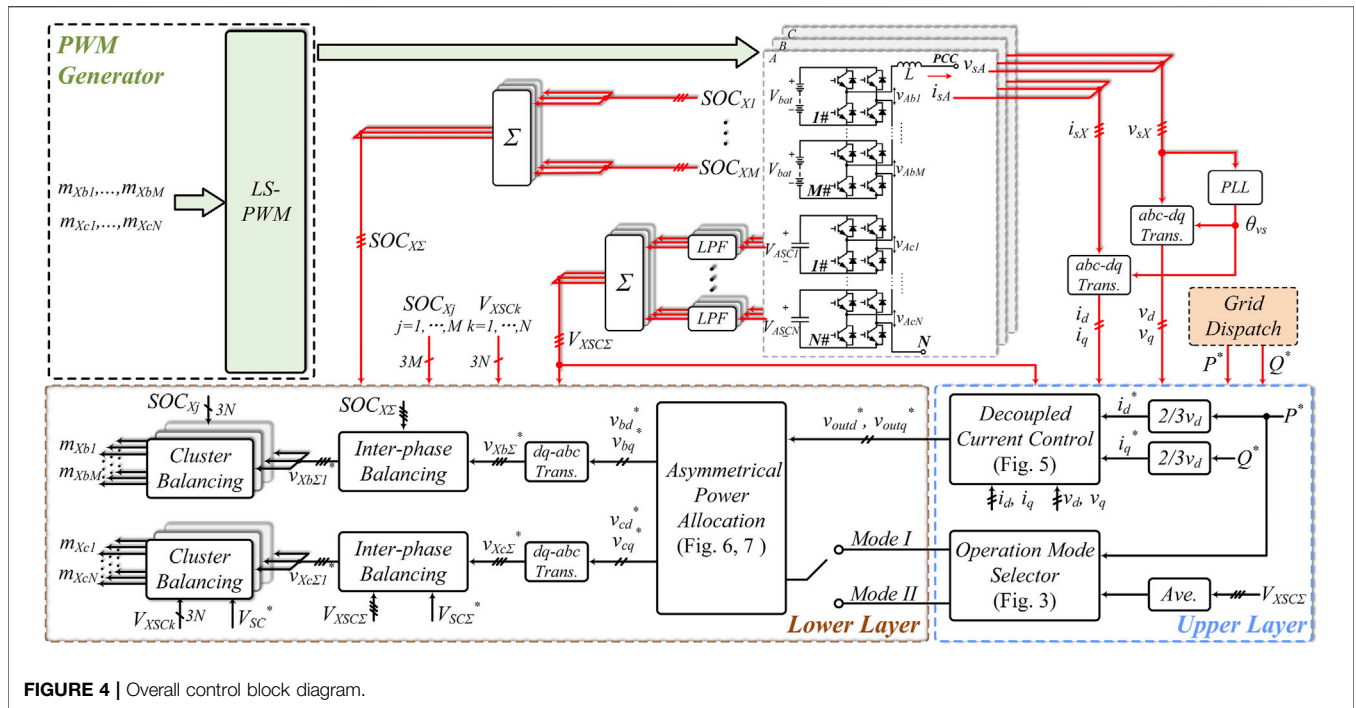 PWM
Generator
LS-
PWM
m_Xb1,...,m_XbM
m_Xc1,...,m_XcN
Σ
SOC_X1
SOC_XM
SOC_XΣ
Σ
LPF
LPF
V_ASC1
V_ASCN
V_XSCΣ
SOC_Xj
j=1, ···,M
3M
V_XSCk
k=1, ···,N
3N
A
B
C
V_bat
1#
V_bat
M#
1#
N#
L
PCC
v_sA
i_sA
v_Ab1
v_AbM
v_Ac1
v_AcN
N
i_sX
v_sX
PLL
θ_vs
abc-dq
Trans.
abc-dq
Trans.
i_d
i_q
v_d
v_q
Grid
Dispatch
P*
Q*
SOC_Xj
3N
m_Xb1
m_XbM
Cluster
Balancing
v_XbΣ1*
SOC_XΣ
Inter-phase
Balancing
v_XbΣ*
dq-abc
Trans.
v_bd*
v_bq*
m_Xc1
m_XcN
Cluster
Balancing
V_XSCk
3N
V_SC*
v_XcΣ1*
Inter-phase
Balancing
V_XSCΣ
V_SCΣ*
v_XcΣ*
dq-abc
Trans.
v_cd*
v_cq*
Asymmetrical
Power
Allocation
(Fig. 6, 7 )
v_outd*, v_outq*
Mode I
Mode II
Lower Layer
Decoupled
Current Control
(Fig. 5)
i_d*
i_q*
2/3v_d
2/3v_d
P*
Q*
i_d, i_q
v_d, v_q
Operation Mode
Selector
(Fig. 3)
Ave.
V_XSCΣ
Upper Layer
FIGURE 4 | Overall control block diagram.